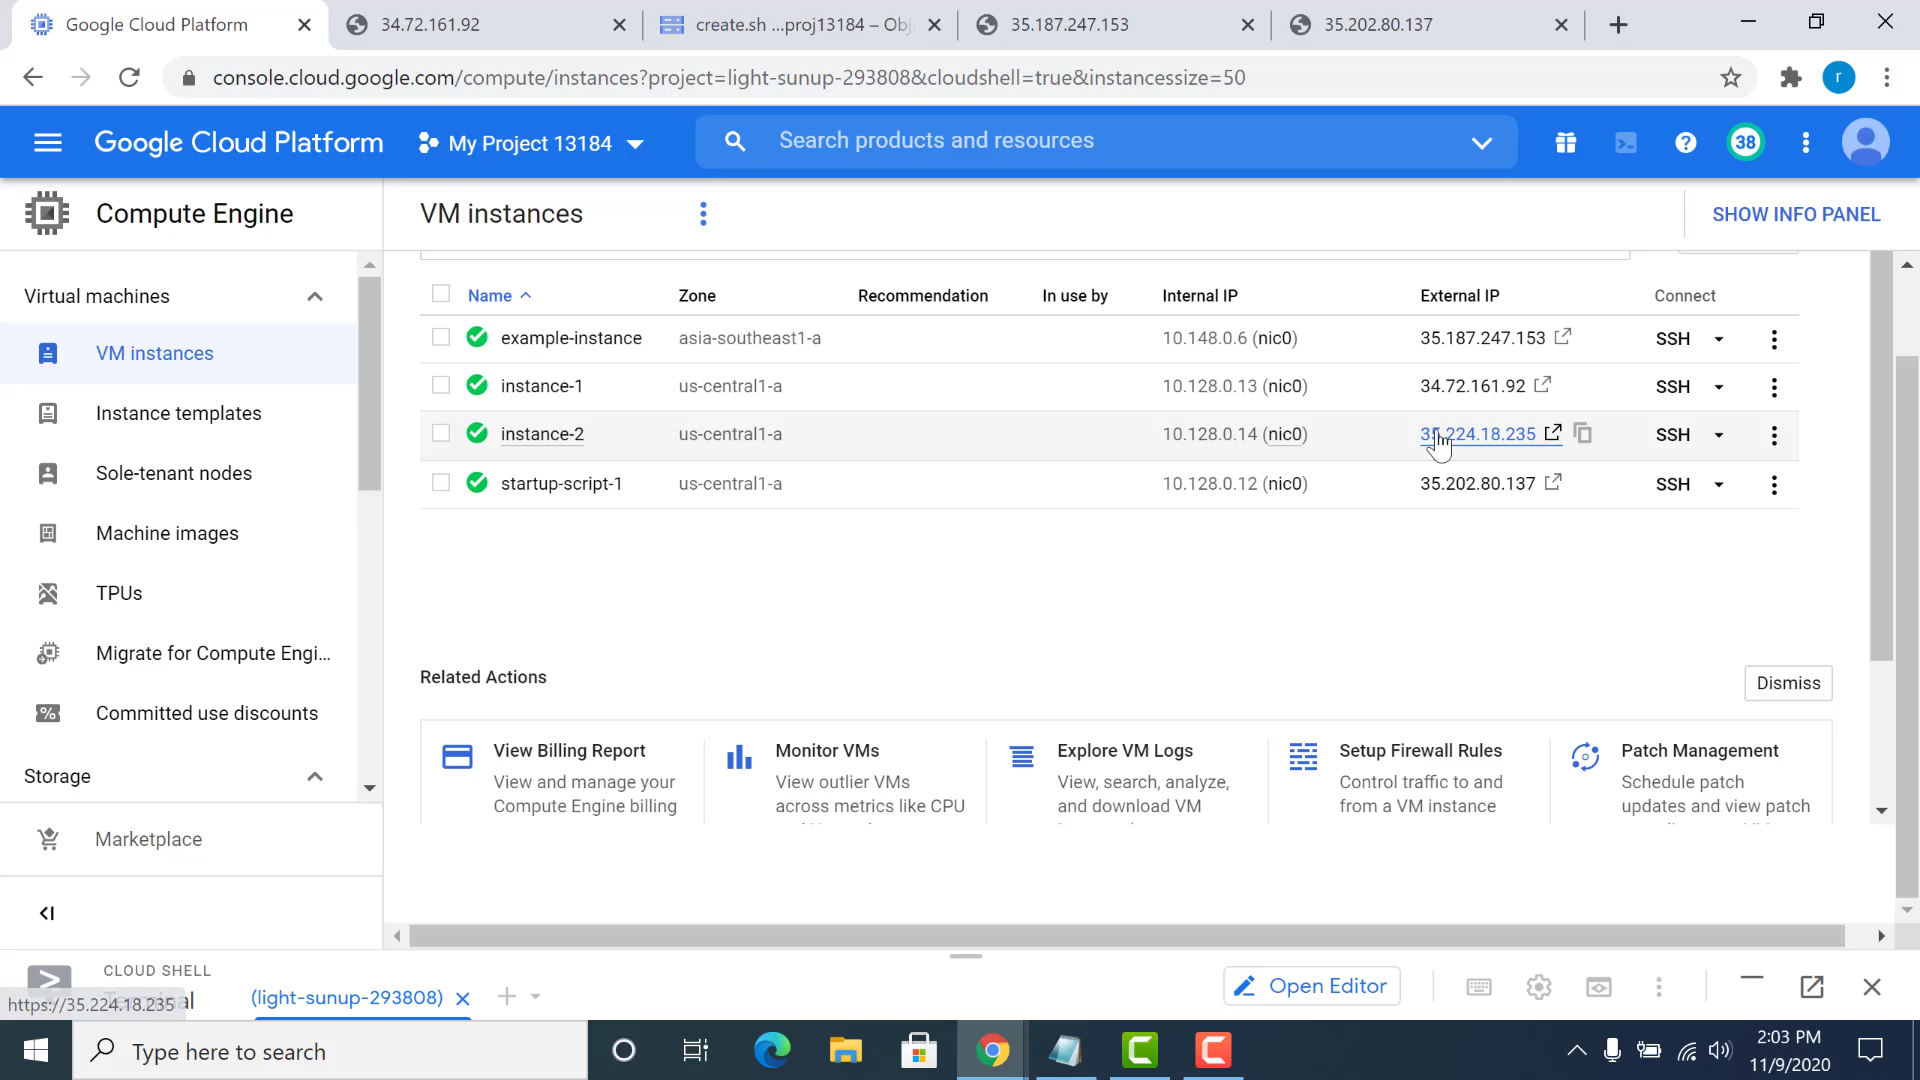 Google Cloud Platform
34.72.161.92
create.sh ...proj13184 – Obj
35.187.247.153
35.202.80.137
console.cloud.google.com/compute/instances?project=light-sunup-293808&cloudshell=true&instancessize=50
r
Google Cloud Platform
My Project 13184
Search products and resources
38
Compute Engine
VM instances
SHOW INFO PANEL
Virtual machines
VM instances
Instance templates
Sole-tenant nodes
Machine images
TPUs
Migrate for Compute Engi...
Committed use discounts
Storage
Marketplace
Name Zone Recommendation In use by Internal IP External IP Connect
example-instance asia-southeast1-a 10.148.0.6 (nic0) 35.187.247.153 SSH
instance-1 us-central1-a 10.128.0.13 (nic0) 34.72.161.92 SSH
instance-2 us-central1-a 10.128.0.14 (nic0) 35.224.18.235 SSH
startup-script-1 us-central1-a 10.128.0.12 (nic0) 35.202.80.137 SSH
Related Actions
Dismiss
View Billing Report
View and manage your
Compute Engine billing
Monitor VMs
View outlier VMs
across metrics like CPU
Explore VM Logs
View, search, analyze,
and download VM
Setup Firewall Rules
Control traffic to and
from a VM instance
Patch Management
Schedule patch
updates and view patch
CLOUD SHELL
Terminal
(light-sunup-293808)
Open Editor
https://35.224.18.235
Type here to search
2:03 PM
11/9/2020